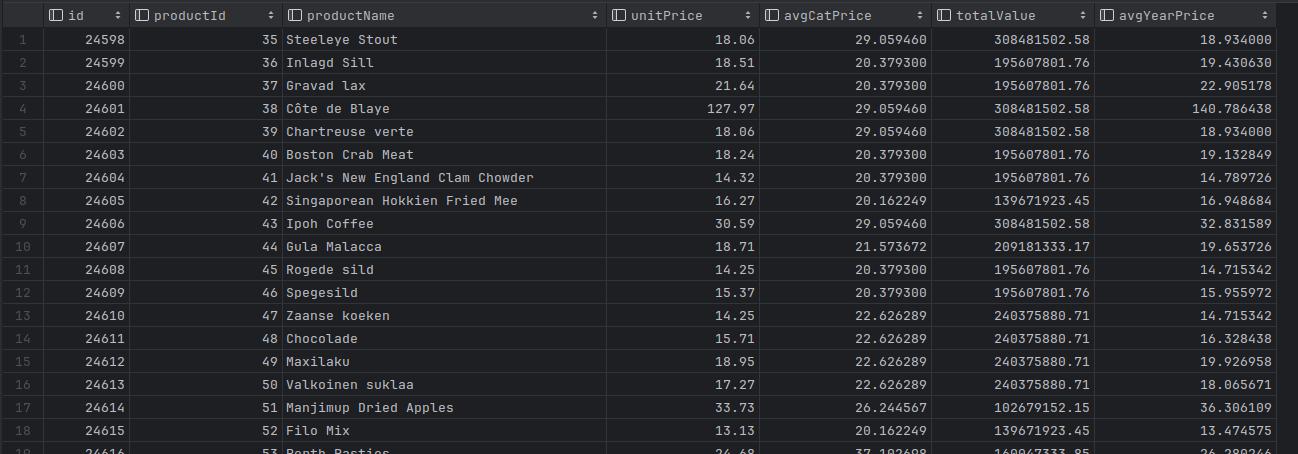 id productId productName unitPrice avgCatPrice totalValue avgYearPrice
1 24598 35 Steeleye Stout 18.06 29.059460 308481502.58 18.934000
2 24599 36 Inlagd Sill 18.51 20.379300 195607801.76 19.430630
3 24600 37 Gravad lax 21.64 20.379300 195607801.76 22.905178
4 24601 38 Côte de Blaye 127.97 29.059460 308481502.58 140.786438
5 24602 39 Chartreuse verte 18.06 29.059460 308481502.58 18.934000
6 24603 40 Boston Crab Meat 18.24 20.379300 195607801.76 19.132849
7 24604 41 Jack's New England Clam Chowder 14.32 20.379300 195607801.76 14.789726
8 24605 42 Singaporean Hokkien Fried Mee 16.27 20.162249 139671923.45 16.948684
9 24606 43 Ipoh Coffee 30.59 29.059460 308481502.58 32.831589
10 24607 44 Gula Malacca 18.71 21.573672 209181333.17 19.653726
11 24608 45 Rogede sild 14.25 20.379300 195607801.76 14.715342
12 24609 46 Spegesild 15.37 20.379300 195607801.76 15.955972
13 24610 47 Zaanse koeken 14.25 22.626289 240375880.71 14.715342
14 24611 48 Chocolade 15.71 22.626289 240375880.71 16.328438
15 24612 49 Maxilaku 18.95 22.626289 240375880.71 19.926958
16 24613 50 Valkoinen suklaa 17.27 22.626289 240375880.71 18.065671
17 24614 51 Manjimup Dried Apples 33.73 26.244567 102679152.15 36.306109
18 24615 52 Filo Mix 13.13 20.162249 139671923.45 13.474575
19 24616 53 Perth Pasties 24.68